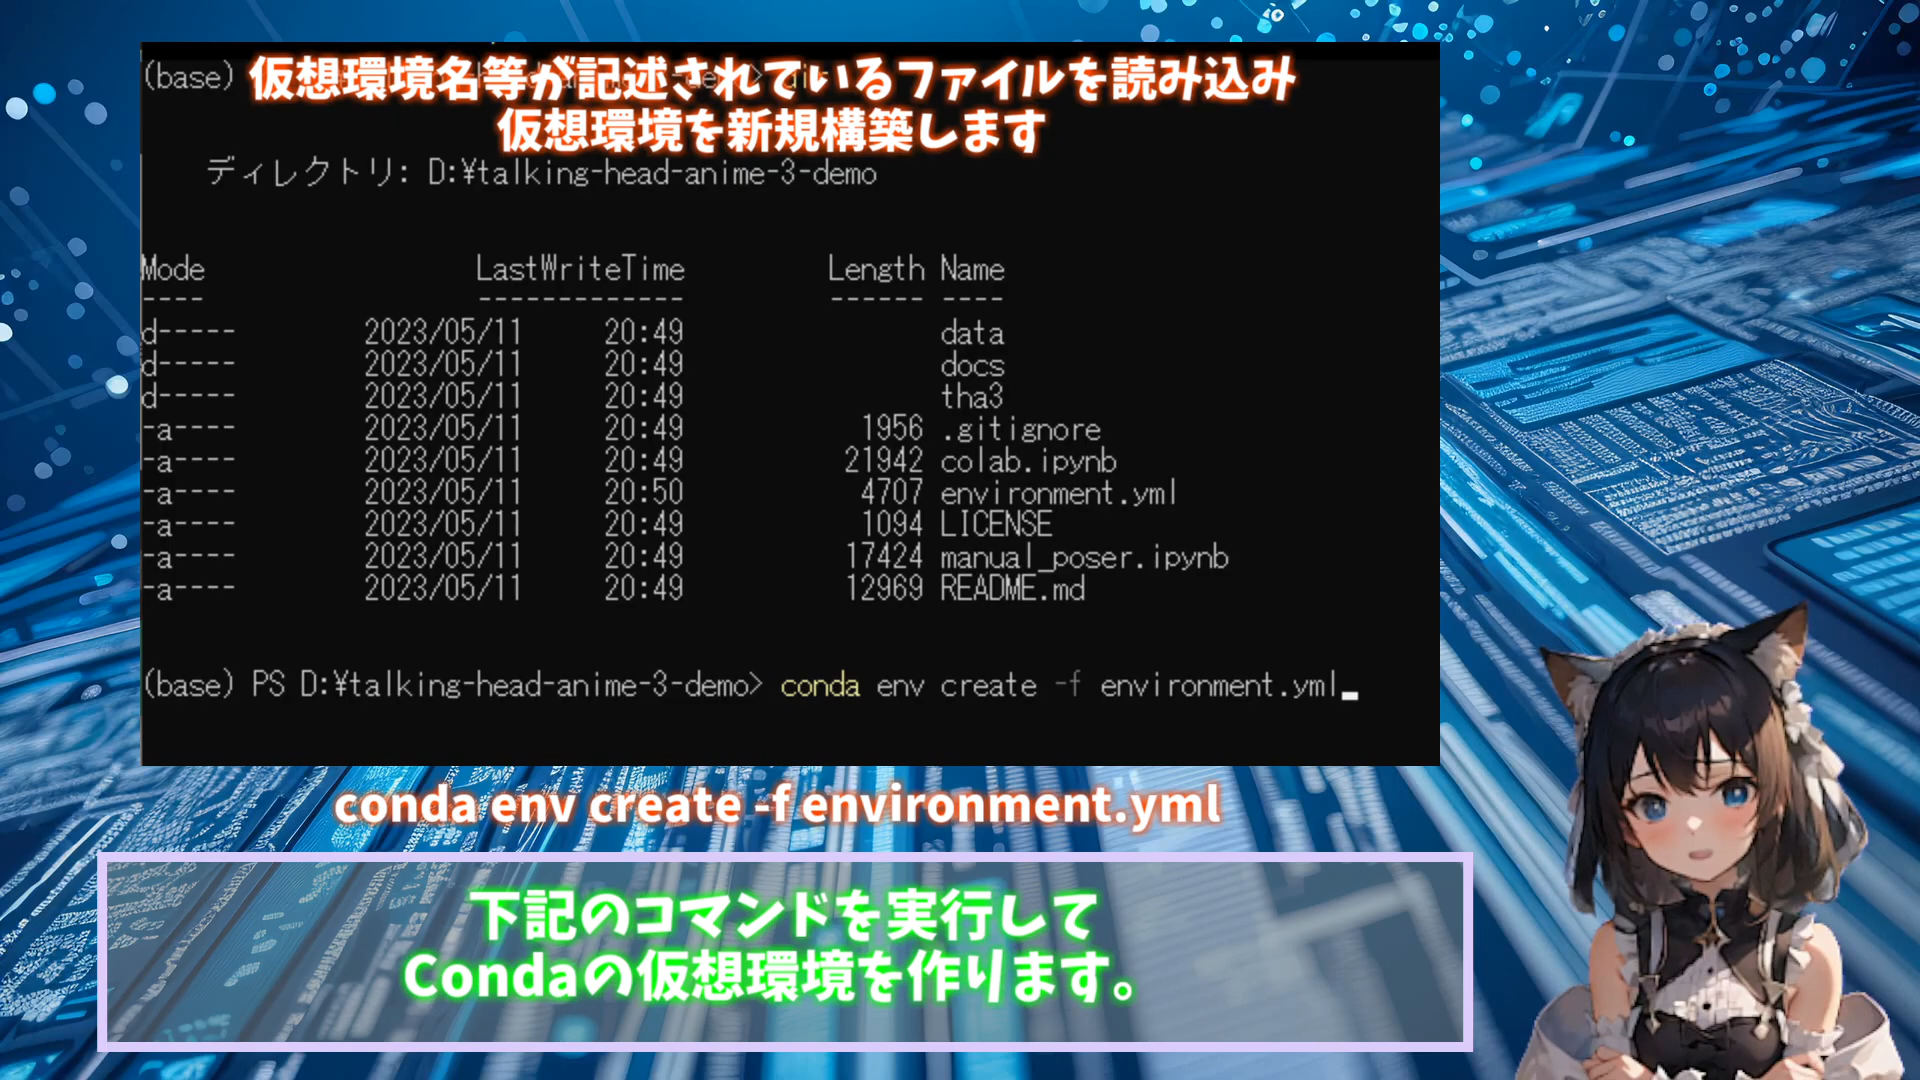 (base)
仮想環境名等が記述されているファイルを読み込み
仮想環境を新規構築します
ディレクトリ: D:¥talking-head-anime-3-demo
Mode LastWriteTime Length Name
---- ------------- ------ ----
d----- 2023/05/11 20:49 data
d----- 2023/05/11 20:49 docs
d----- 2023/05/11 20:49 tha3
-a---- 2023/05/11 20:49 1956 .gitignore
-a---- 2023/05/11 20:49 21942 colab.ipynb
-a---- 2023/05/11 20:50 4707 environment.yml
-a---- 2023/05/11 20:49 1094 LICENSE
-a---- 2023/05/11 20:49 17424 manual_poser.ipynb
-a---- 2023/05/11 20:49 12969 README.md
(base) PS D:¥talking-head-anime-3-demo> conda env create -f environment.yml
conda env create -f environment.yml
下記のコマンドを実行して
Condaの仮想環境を作ります。